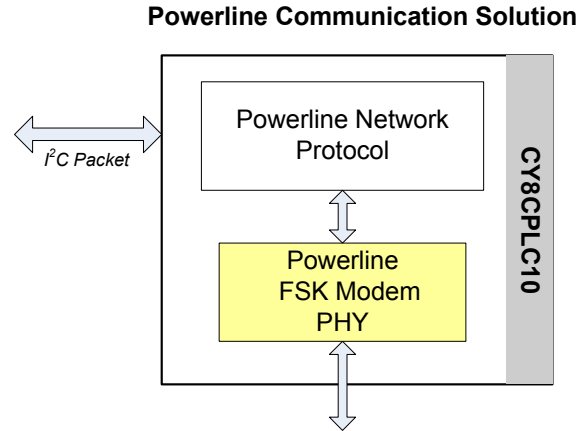 Powerline Communication Solution
Powerline Network
Protocol
I²C Packet
CY8CPLC10
Powerline
FSK Modem
PHY